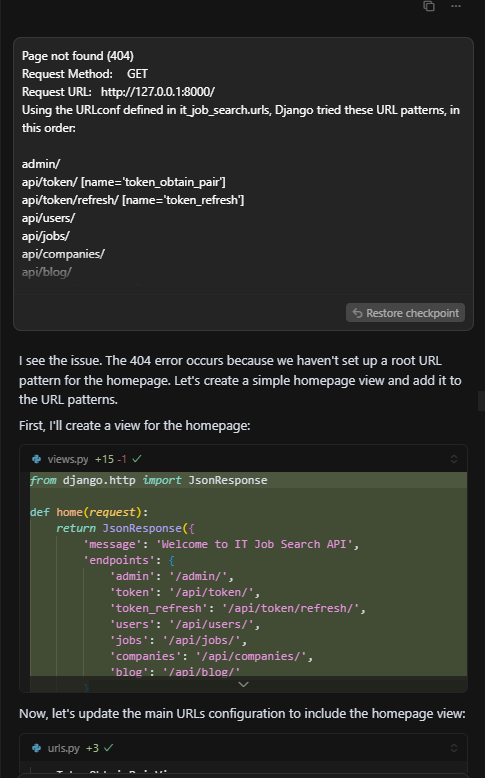 Page not found (404)
Request Method:    GET
Request URL:   http://127.0.0.1:8000/
Using the URLconf defined in it_job_search.urls, Django tried these URL patterns, in
this order:
admin/
api/token/ [name='token_obtain_pair']
api/token/refresh/ [name='token_refresh']
api/users/
api/jobs/
api/companies/
api/blog/
Restore checkpoint
I see the issue. The 404 error occurs because we haven't set up a root URL
pattern for the homepage. Let's create a simple homepage view and add it to
the URL patterns.
First, I'll create a view for the homepage:
views.py +15 -1
from django.http import JsonResponse
def home(request):
    return JsonResponse({
        'message': 'Welcome to IT Job Search API',
        'endpoints': {
            'admin': '/admin/',
            'token': '/api/token/',
            'token_refresh': '/api/token/refresh/',
            'users': '/api/users/',
            'jobs': '/api/jobs/',
            'companies': '/api/companies/',
            'blog': '/api/blog/'
        }
Now, let's update the main URLs configuration to include the homepage view:
urls.py +3